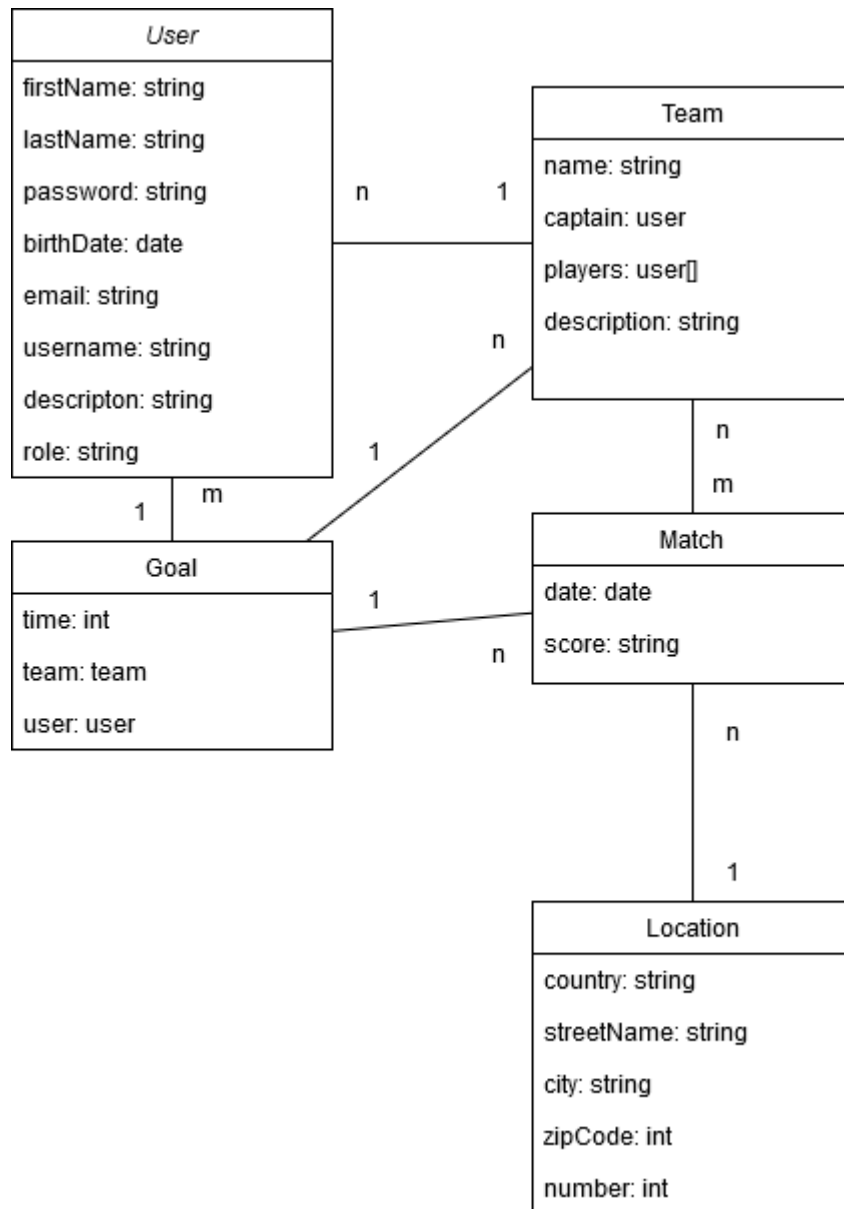 User
firstName: string
lastName: string
password: string
birthDate: date
email: string
username: string
descripton: string
role: string
n
1
Team
name: string
captain: user
players: user[]
description: string
n
1
m
1
n
m
Goal
time: int
team: team
user: user
1
n
Match
date: date
score: string
n
1
Location
country: string
streetName: string
city: string
zipCode: int
number: int